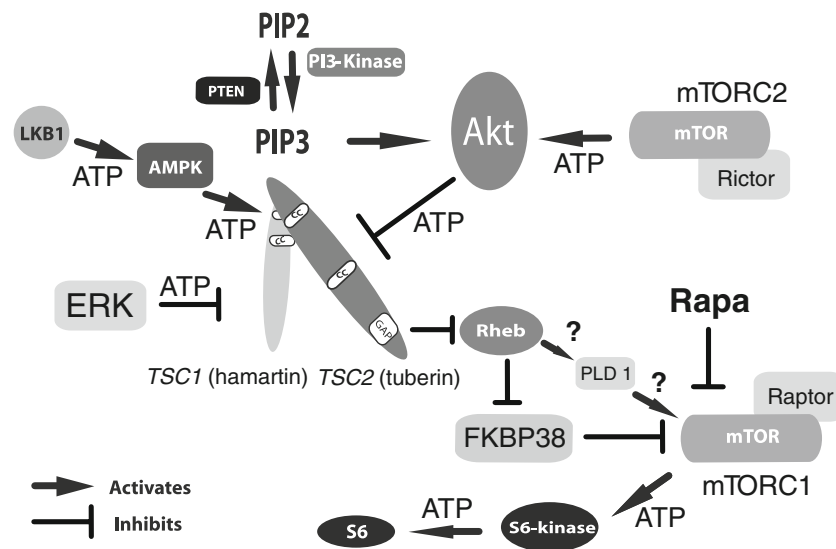 PIP2
PTEN
PI3-Kinase
PIP3
LKB1
ATP
AMPK
ATP
Akt
ATP
mTORC2
mTOR
Rictor
ATP
cc
cc
cc
GAP
ERK
ATP
TSC1 (hamartin) TSC2 (tuberin)
Rheb
?
PLD 1
?
Rapa
FKBP38
Raptor
mTOR
mTORC1
ATP
S6-kinase
ATP
S6
Activates
Inhibits